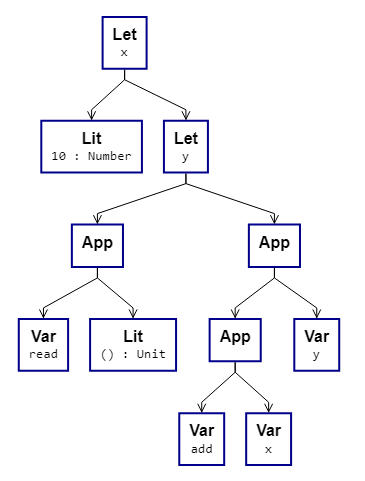 Let
x
Lit
10 : Number
Let
y
App
App
Var
read
Lit
() : Unit
App
Var
y
Var
add
Var
x